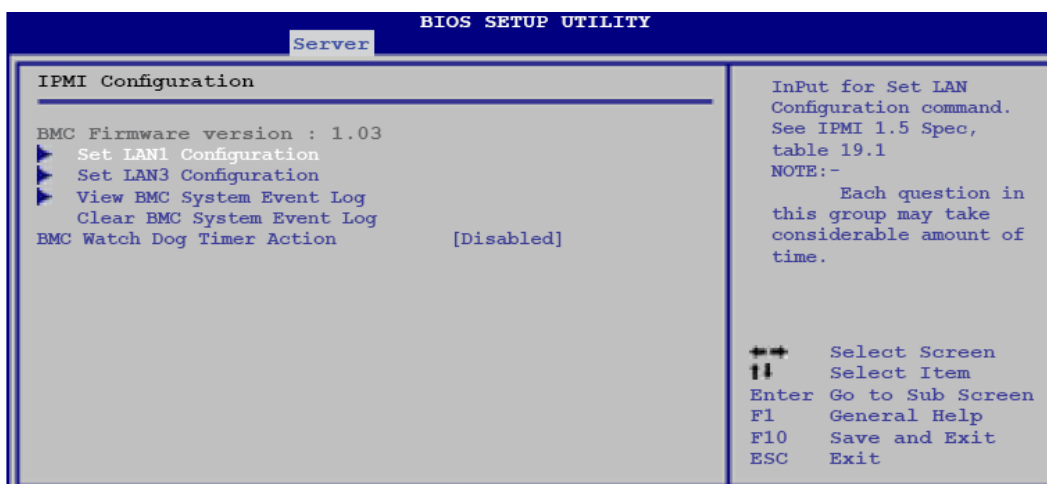 BIOS SETUP UTILITY
Server
IPMI Configuration
BMC Firmware version : 1.03
Set LAN1 Configuration
Set LAN3 Configuration
View BMC System Event Log
Clear BMC System Event Log
BMC Watch Dog Timer Action [Disabled]
InPut for Set LAN
Configuration command.
See IPMI 1.5 Spec,
table 19.1
NOTE:-
Each question in
this group may take
considerable amount of
time.
Select Screen
Select Item
Enter Go to Sub Screen
F1 General Help
F10 Save and Exit
ESC Exit